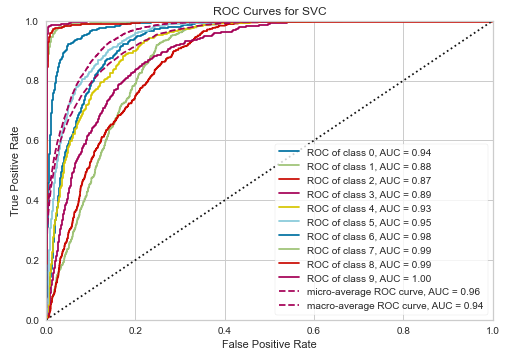 ROC Curves for SVC
True Positive Rate
1.0
0.8
0.6
0.4
0.2
0.0
ROC of class 0, AUC = 0.94
ROC of class 1, AUC = 0.88
ROC of class 2, AUC = 0.87
ROC of class 3, AUC = 0.89
ROC of class 4, AUC = 0.93
ROC of class 5, AUC = 0.95
ROC of class 6, AUC = 0.98
ROC of class 7, AUC = 0.99
ROC of class 8, AUC = 0.99
ROC of class 9, AUC = 1.00
micro-average ROC curve, AUC = 0.96
macro-average ROC curve, AUC = 0.94
0.0 0.2 0.4 0.6 0.8 1.0
False Positive Rate